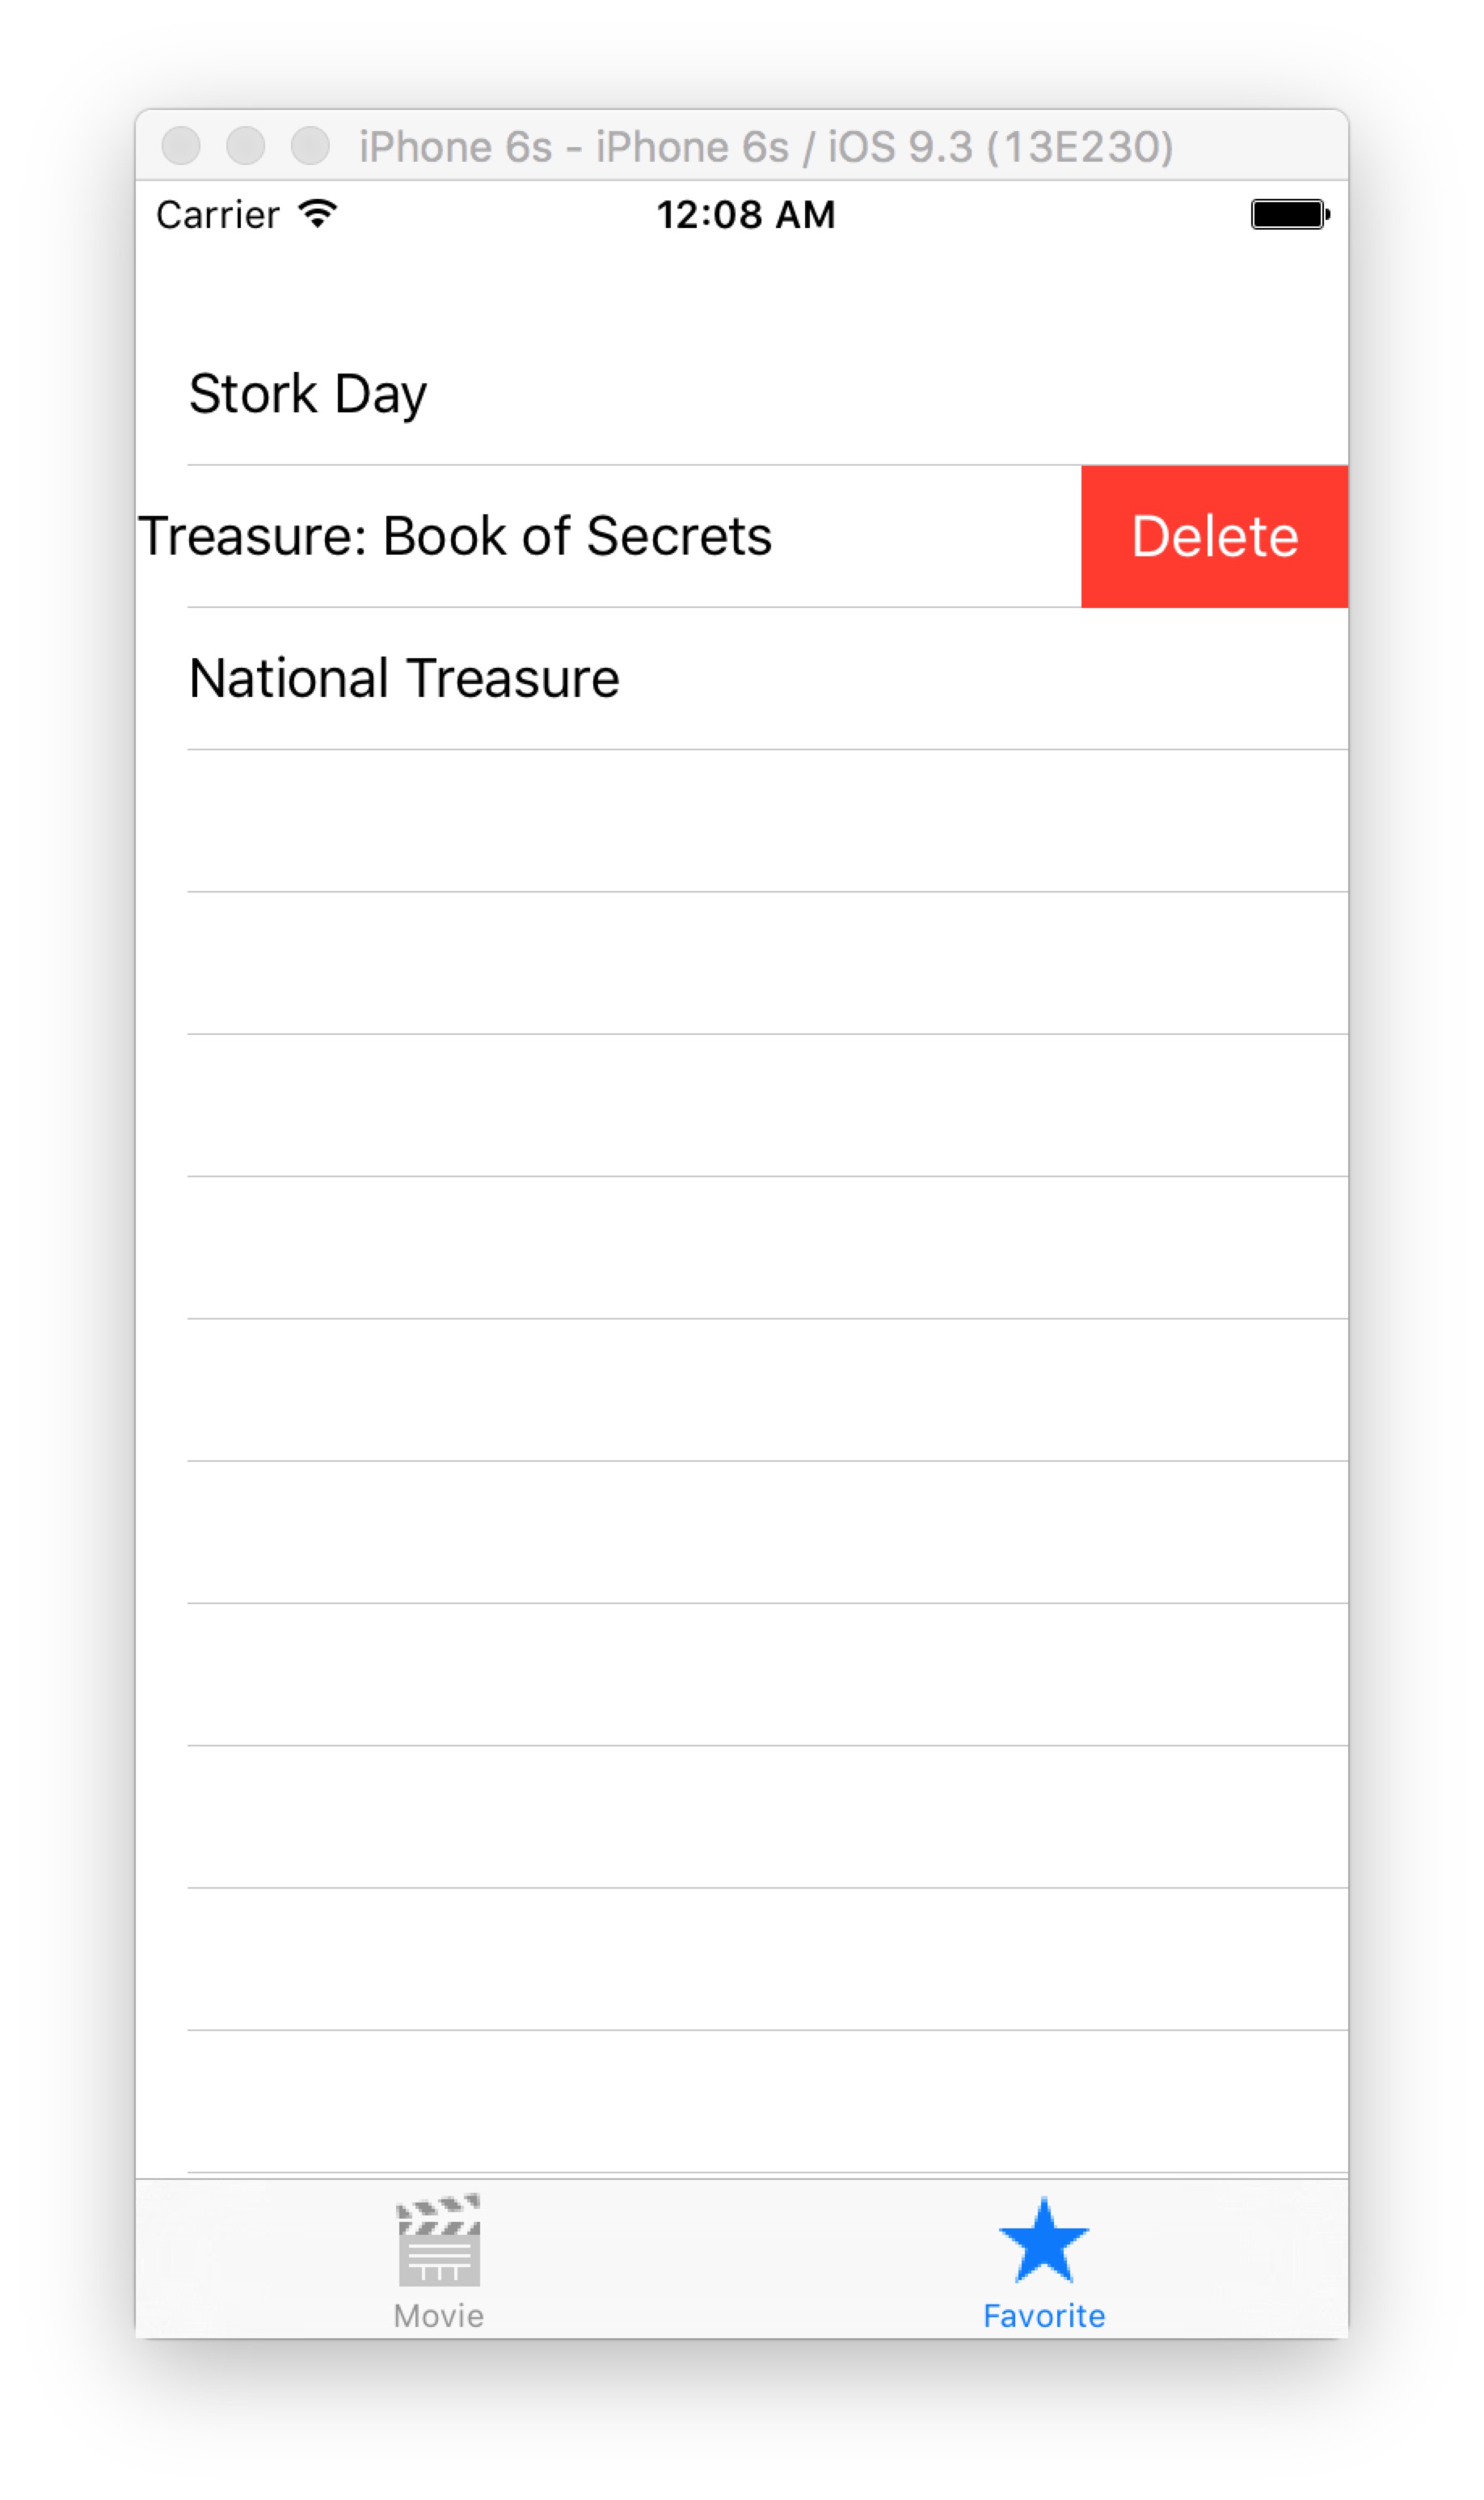 iPhone 6s - iPhone 6s / iOS 9.3 (13E230)
Carrier 12:08 AM
Stork Day
Treasure: Book of Secrets Delete
National Treasure
Movie Favorite